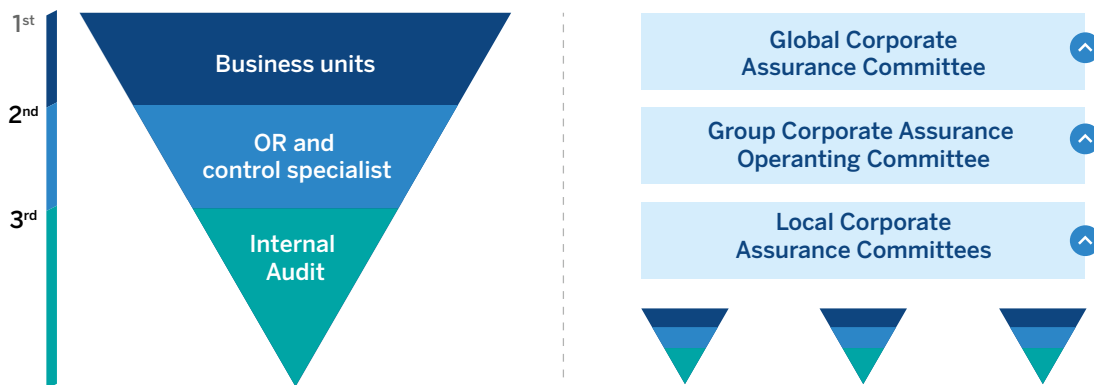 1st
Business units
2nd
OR and
control specialist
3rd
Internal
Audit
Global Corporate
Assurance Committee
Group Corporate Assurance
Operanting Committee
Local Corporate
Assurance Committees